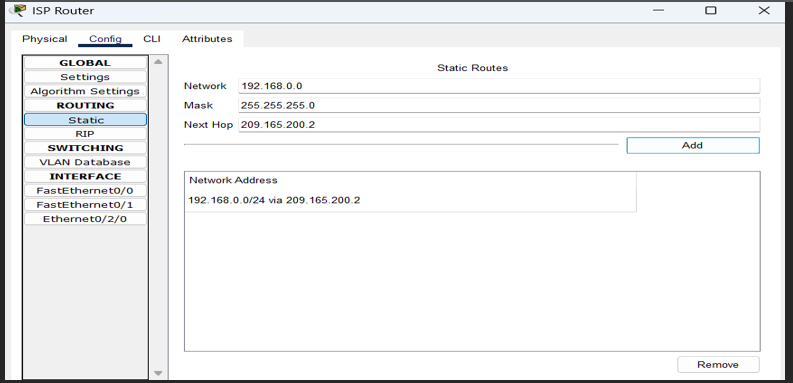 ISP Router
Physical Config CLI Attributes
GLOBAL
Settings
Algorithm Settings
ROUTING
Static
RIP
SWITCHING
VLAN Database
INTERFACE
FastEthernet0/0
FastEthernet0/1
Ethernet0/2/0
Static Routes
Network 192.168.0.0
Mask 255.255.255.0
Next Hop 209.165.200.2
Add
Network Address
192.168.0.0/24 via 209.165.200.2
Remove